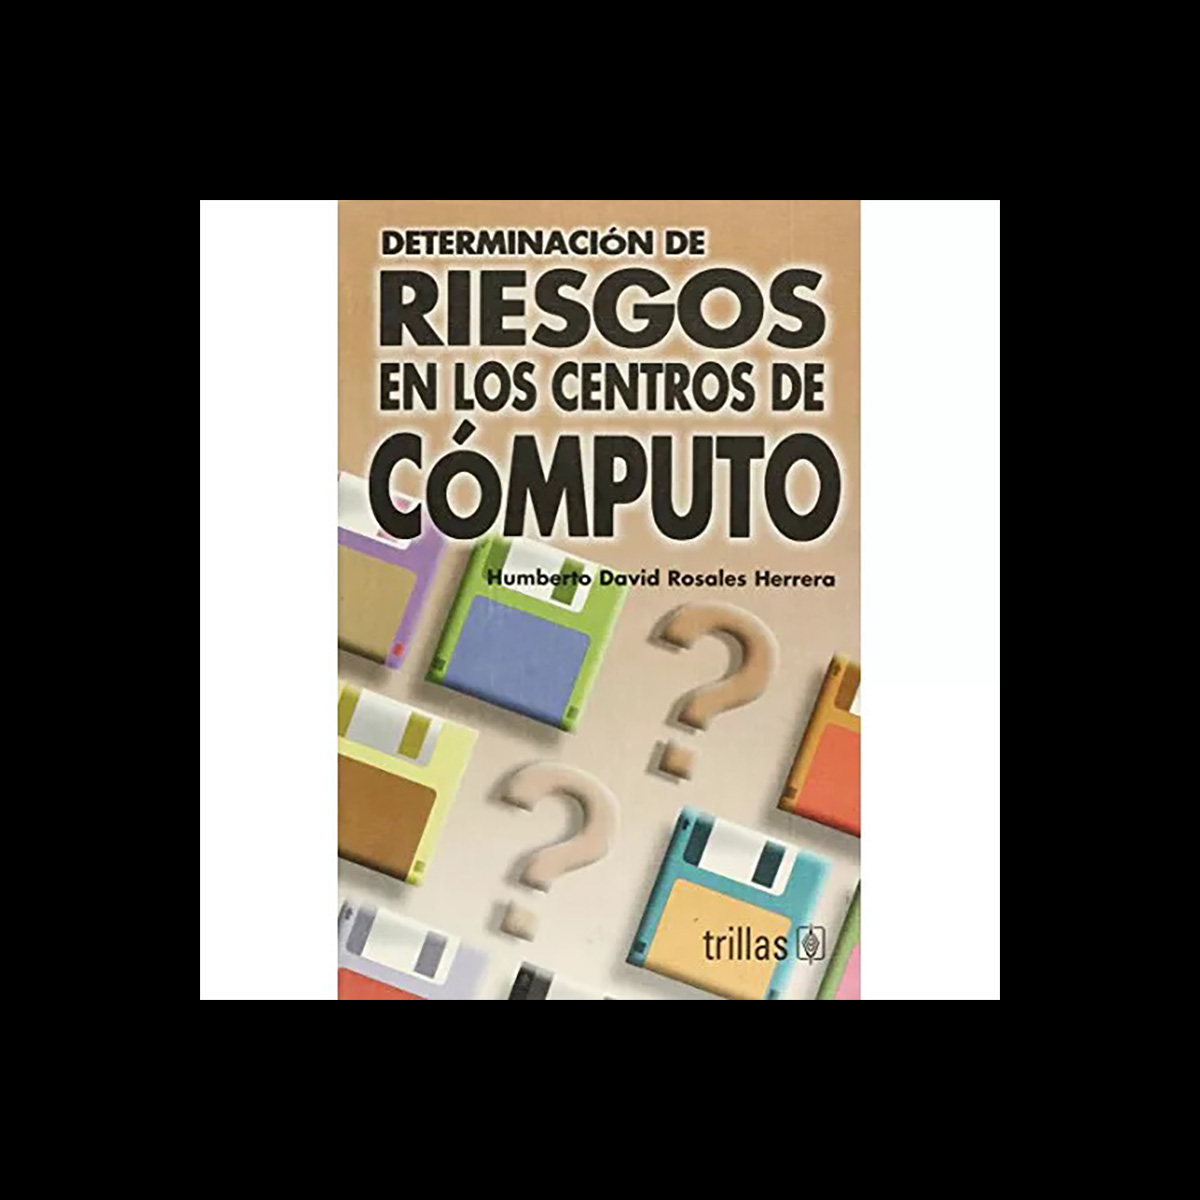 DETERMINACIÓN DE
RIESGOS
EN LOS CENTROS DE
CÓMPUTO
Humberto David Rosales Herrera
trillas